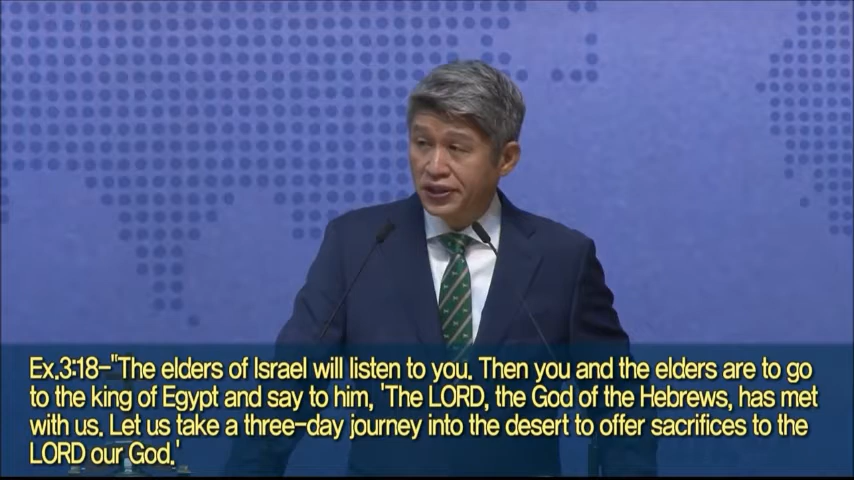 Ex.3:18-"The elders of Israel will listen to you. Then you and the elders are to go
to the king of Egypt and say to him, 'The LORD, the God of the Hebrews, has met
with us. Let us take a three-day journey into the desert to offer sacrifices to the
LORD our God.'